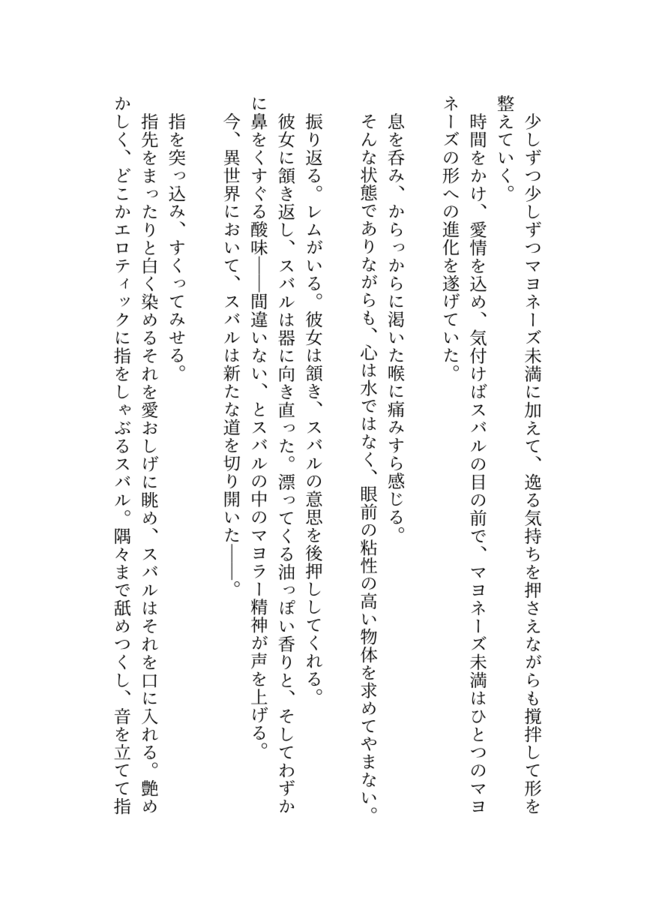 少しずつ少しずつマヨネーズ未満に加えて、逸る気持ちを押さえながらも撹拌して形を
整えていく。
　時間をかけ、愛情を込め、気付けばスバルの目の前で、マヨネーズ未満はひとつのマヨ
ネーズの形への進化を遂げていた。
　息を呑み、からっからに渇いた喉に痛みすら感じる。
　そんな状態でありながらも、心は水ではなく、眼前の粘性の高い物体を求めてやまない。
　振り返る。レムがいる。彼女は頷き、スバルの意思を後押ししてくれる。
　彼女に頷き返し、スバルは器に向き直った。漂ってくる油っぽい香りと、そしてわずか
に鼻をくすぐる酸味――間違いない、とスバルの中のマヨラー精神が声を上げる。
　今、異世界において、スバルは新たな道を切り開いた――。
　指を突っ込み、すくってみせる。
　指先をまったりと白く染めるそれを愛おしげに眺め、スバルはそれを口に入れる。艶め
かしく、どこかエロティックに指をしゃぶるスバル。隅々まで舐めつくし、音を立てて指